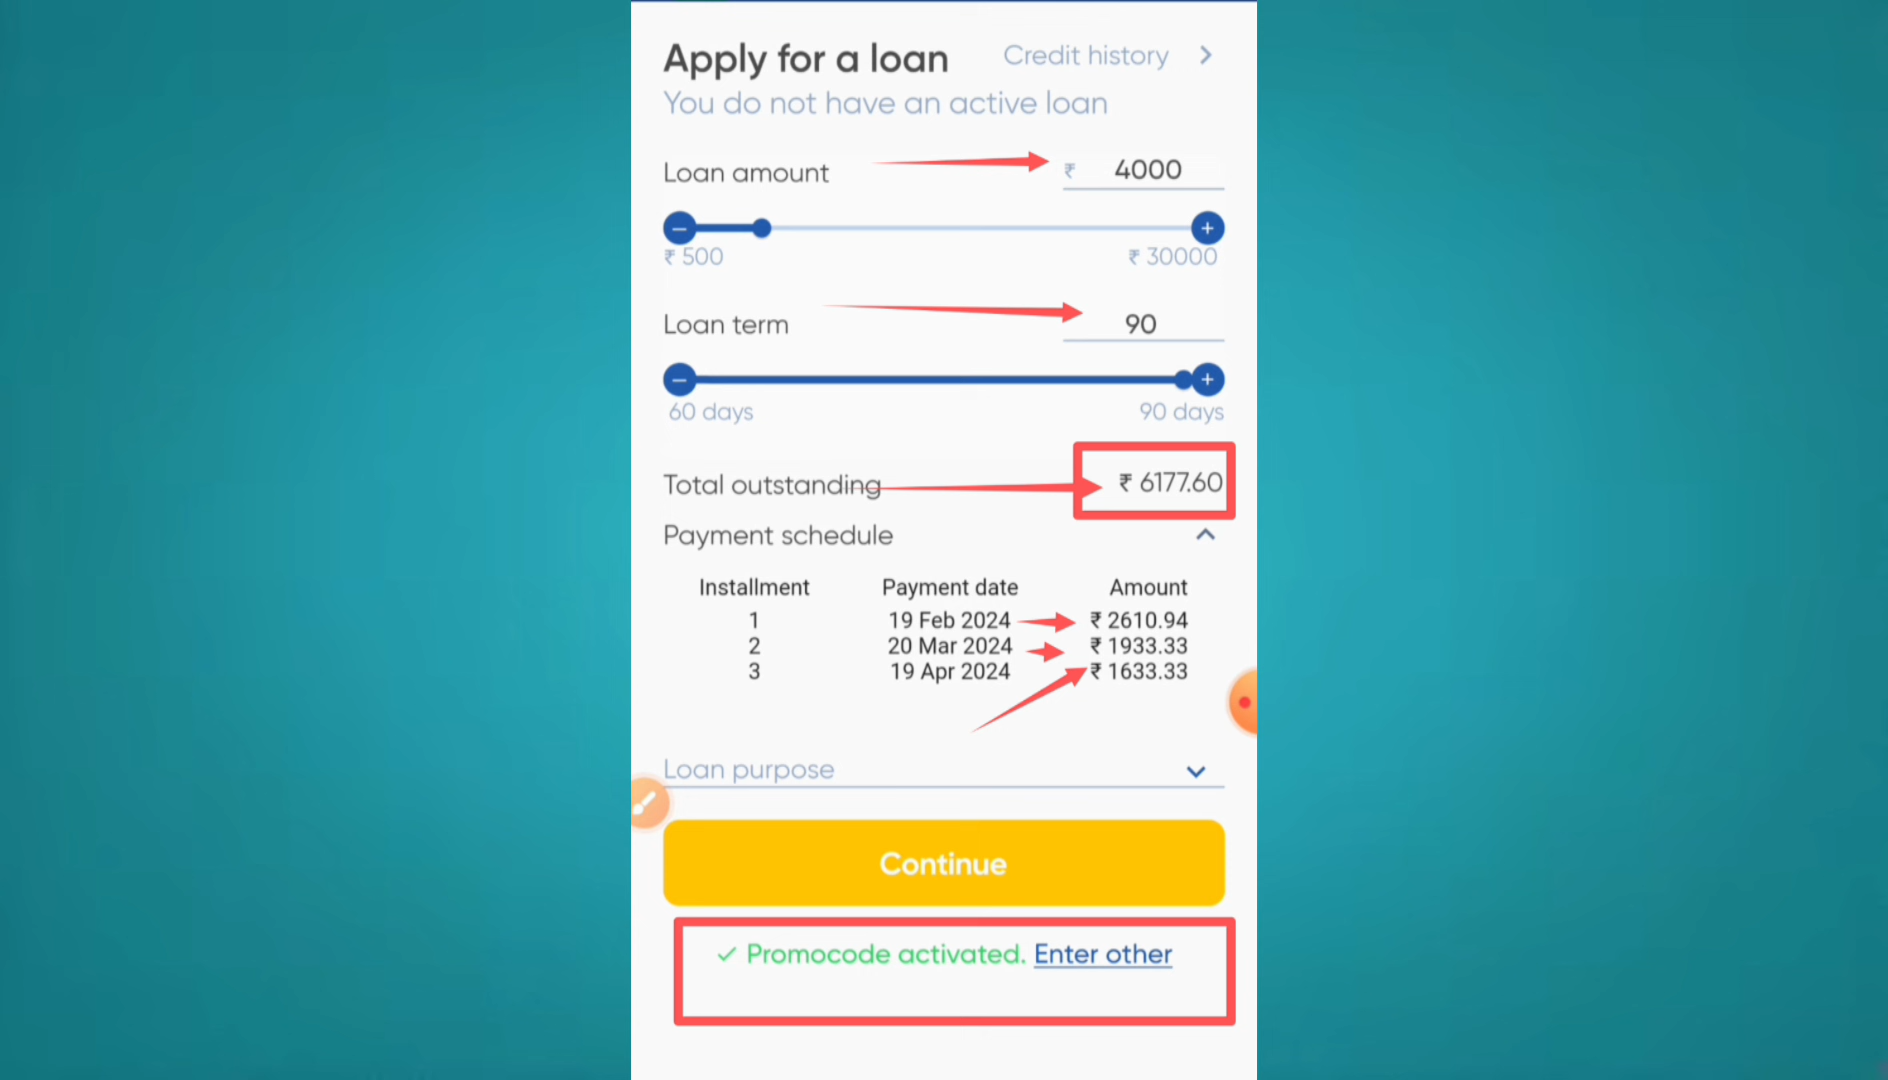 Apply for a loan Credit history
You do not have an active loan
Loan amount ₹ 4000
₹ 500 ₹ 30000
Loan term 90
60 days 90 days
Total outstanding ₹ 6177.60
Payment schedule
Installment Payment date Amount
1 19 Feb 2024 ₹ 2610.94
2 20 Mar 2024 ₹ 1933.33
3 19 Apr 2024 ₹ 1633.33
Loan purpose
Continue
Promocode activated. Enter other